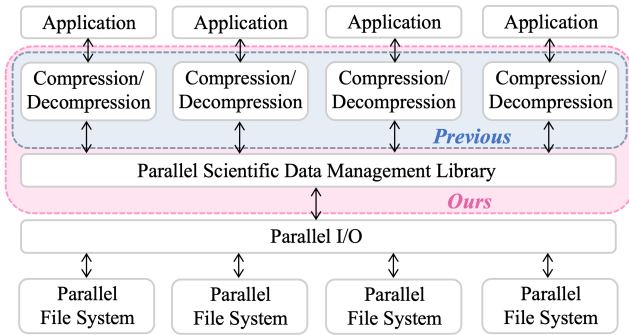 Application Application Application Application
Compression/ Compression/ Compression/ Compression/
Decompression Decompression Decompression Decompression
Previous
Parallel Scientific Data Management Library
Ours
Parallel I/O
Parallel Parallel Parallel Parallel
File System File System File System File System